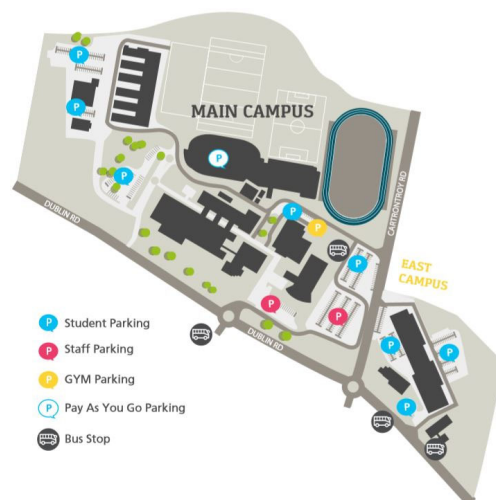 MAIN CAMPUS
P
P
P
P
P
P
CARTRONTROY RD
DUBLIN RD
EAST
CAMPUS
P
P
P
DUBLIN RD
P
P
P
P Student Parking
P Staff Parking
P GYM Parking
P Pay As You Go Parking
Bus Stop